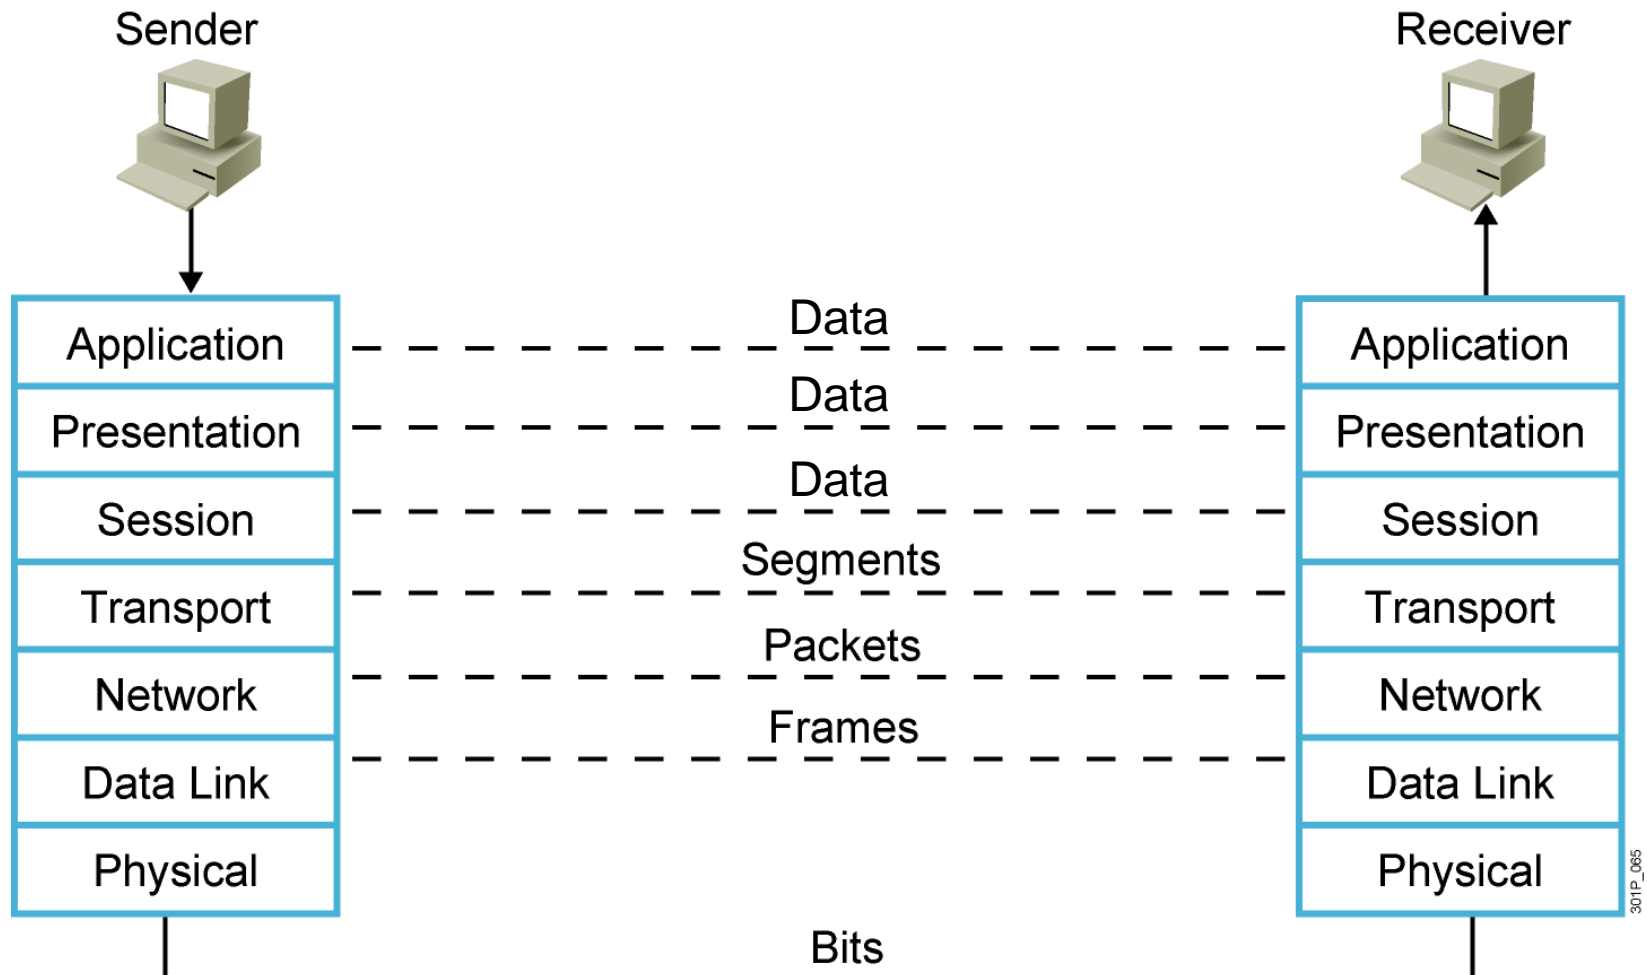 Sender
Receiver
Application
Data
Application
Presentation
Data
Presentation
Session
Data
Session
Transport
Segments
Transport
Network
Packets
Network
Data Link
Frames
Data Link
Physical
Physical
Bits
301P_065